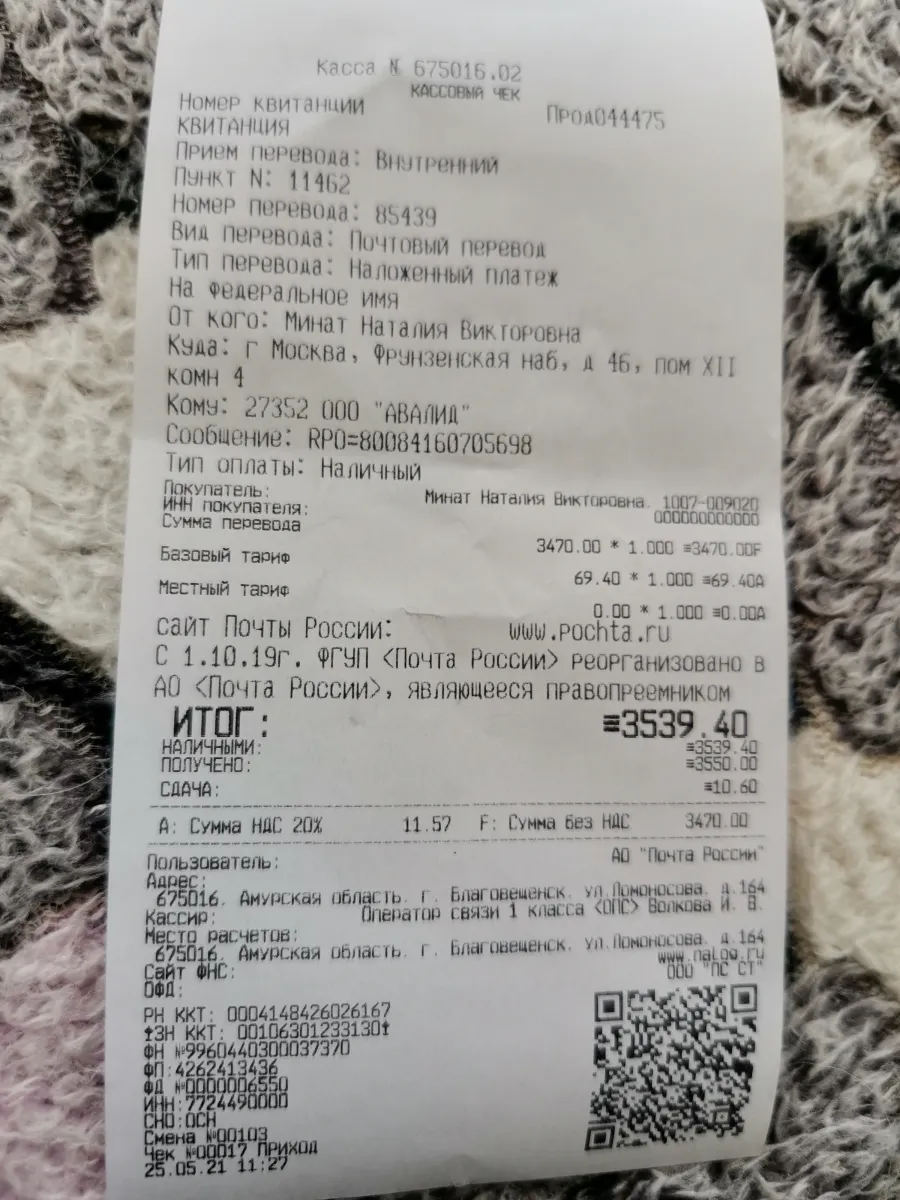 Касса № 675016.02
КАССОВЫЙ ЧЕК
Номер квитанции Прод044475
КВИТАНЦИЯ
Прием перевода: Внутренний
Пункт N: 11462
Номер перевода: 85439
Вид перевода: Почтовый перевод
Тип перевода: Наложенный платеж
На федеральное имя
От кого: Минат Наталия Викторовна
Куда: г Москва, Фрунзенская наб, д 46, пом XII
комн 4
Кому: 27352 ООО "АВАЛИД"
Сообщение: RPO=80084160705698
Тип оплаты: Наличный
Покупатель: Минат Наталия Викторовна. 1007-009020
ИНН покупателя: 000000000000
Сумма перевода
3470.00 * 1.000 ≡3470.00F
Базовый тариф
69.40 * 1.000 ≡69.40A
Местный тариф
0.00 * 1.000 ≡0.00A
сайт Почты России: www.pochta.ru
С 1.10.19г. ФГУП <Почта России> реорганизовано в
АО <Почта России>, являющееся правопреемником
ИТОГ: ≡3539.40
НАЛИЧНЫМИ: ≡3539.40
ПОЛУЧЕНО: ≡3550.00
СДАЧА: ≡10.60
A: Сумма НДС 20% 11.57 F: Сумма без НДС 3470.00
Пользователь: АО "Почта России"
Адрес:
675016. Амурская область. г. Благовещенск. ул.Ломоносова. д.164
Кассир: Оператор связи 1 класса <ОПС> Волкова И. В.
Место расчетов:
675016. Амурская область. г. Благовещенск. ул.Ломоносова. д.164
Сайт ФНС: www.nalog.ru
ОФД: ООО "ПС СТ"
РН ККТ: 0004148426026167
ЗН ККТ: 00106301233130
ФН №9960440300037370
ФП:4262413436
ФД №0000006550
ИНН:7724490000
СНО:ОСН
Смена №00103
Чек №00017 ПРИХОД
25.05.21 11:27